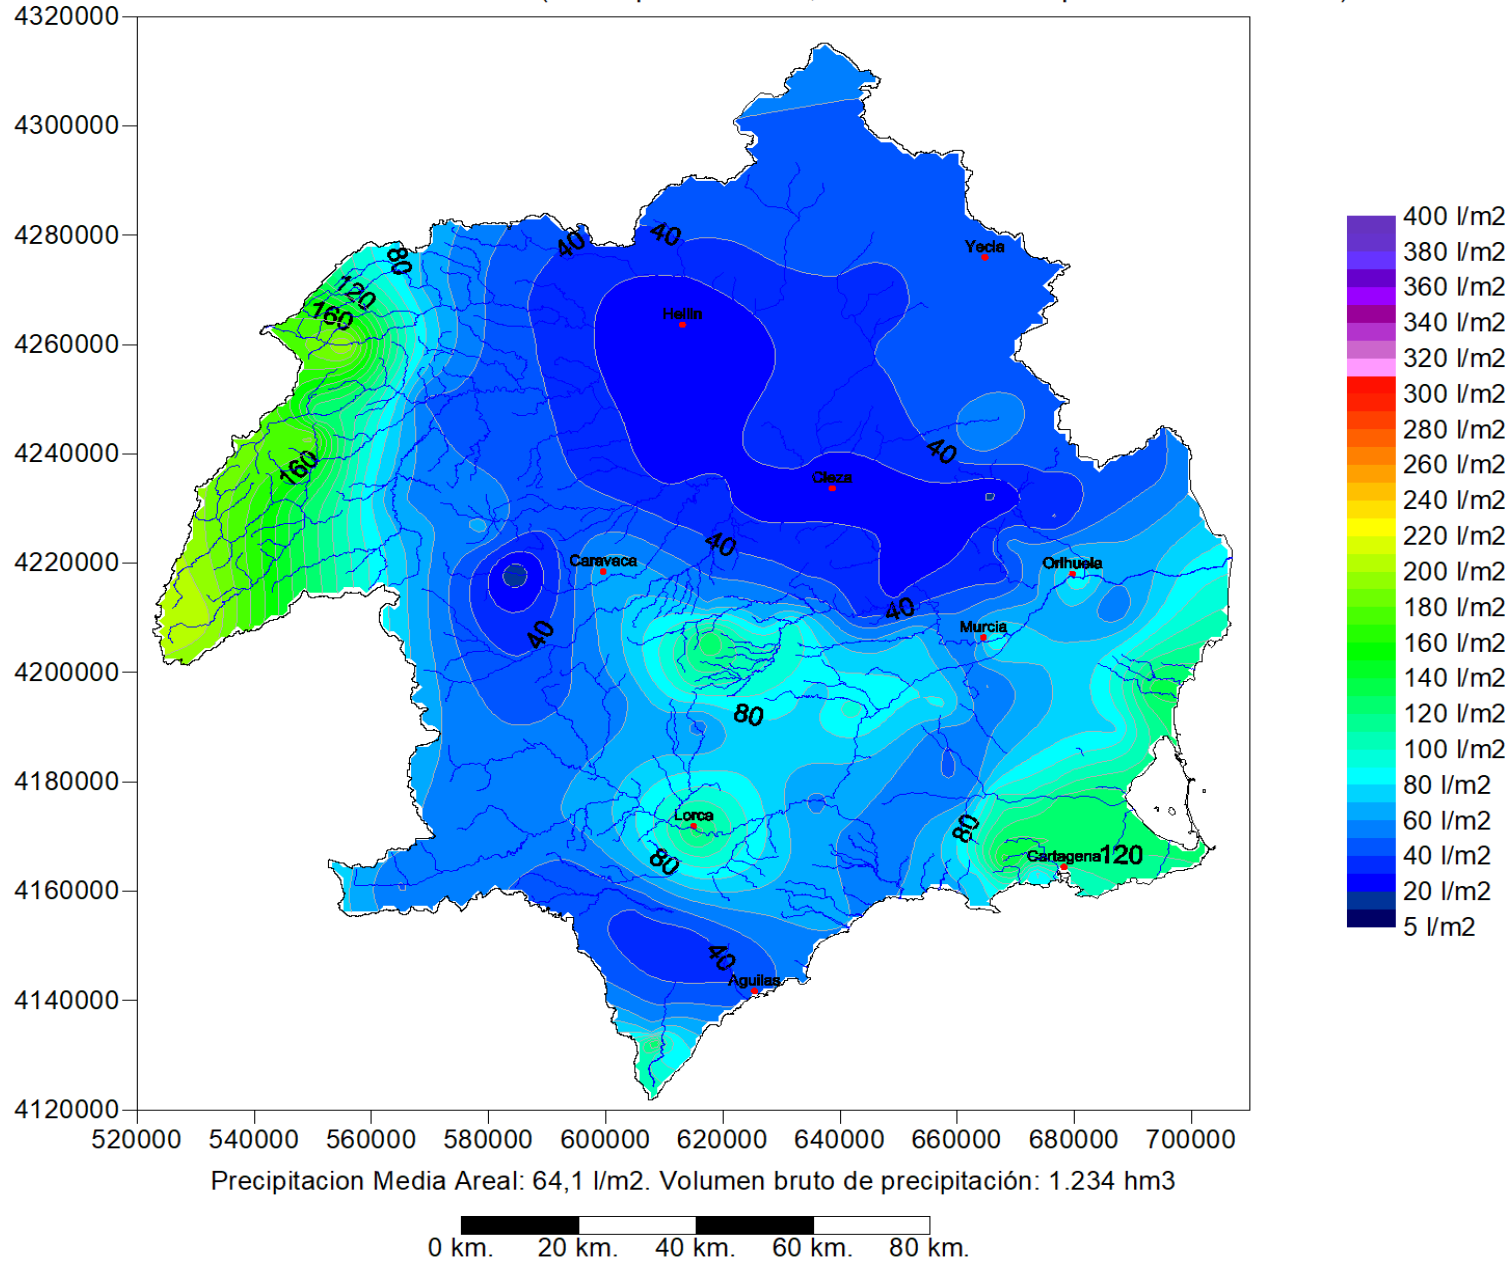 4320000
4300000
4280000
4260000
4240000
4220000
4200000
4180000
4160000
4140000
4120000
520000 540000 560000 580000 600000 620000 640000 660000 680000 700000
40
40
80
120
160
160
Yecla
Hellin
40
Cieza
40
Caravaca
Orihuela
40
40
Murcia
80
Lorca
80
80
Cartagena 120
40
Aguilas
400 l/m2
380 l/m2
360 l/m2
340 l/m2
320 l/m2
300 l/m2
280 l/m2
260 l/m2
240 l/m2
220 l/m2
200 l/m2
180 l/m2
160 l/m2
140 l/m2
120 l/m2
100 l/m2
80 l/m2
60 l/m2
40 l/m2
20 l/m2
5 l/m2
Precipitacion Media Areal: 64,1 l/m2. Volumen bruto de precipitación: 1.234 hm3
0 km. 20 km. 40 km. 60 km. 80 km.